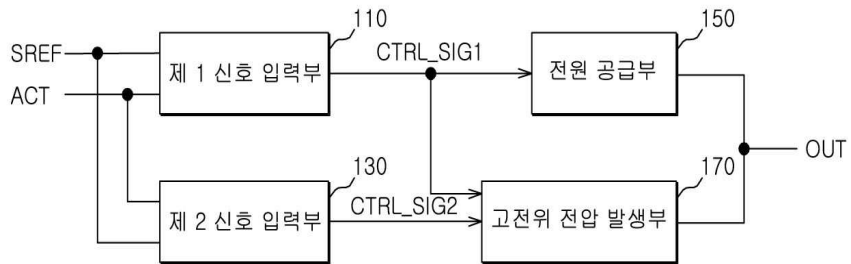 110
150
SREF
제 1 신호 입력부
CTRL_SIG1
전원 공급부
ACT
OUT
130
170
제 2 신호 입력부
CTRL_SIG2
고전위 전압 발생부